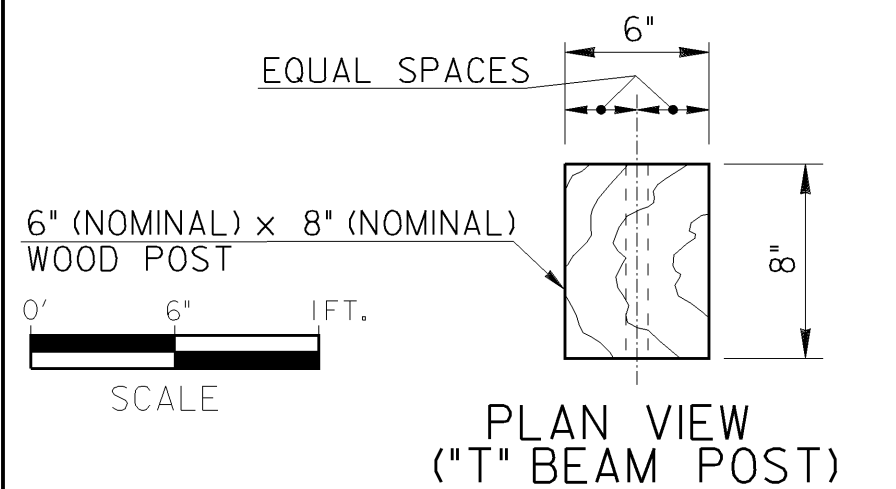 6"
EQUAL SPACES
6" (NOMINAL) x 8" (NOMINAL)
WOOD POST
8"
0' 6" 1FT.
SCALE
PLAN VIEW
("T" BEAM POST)